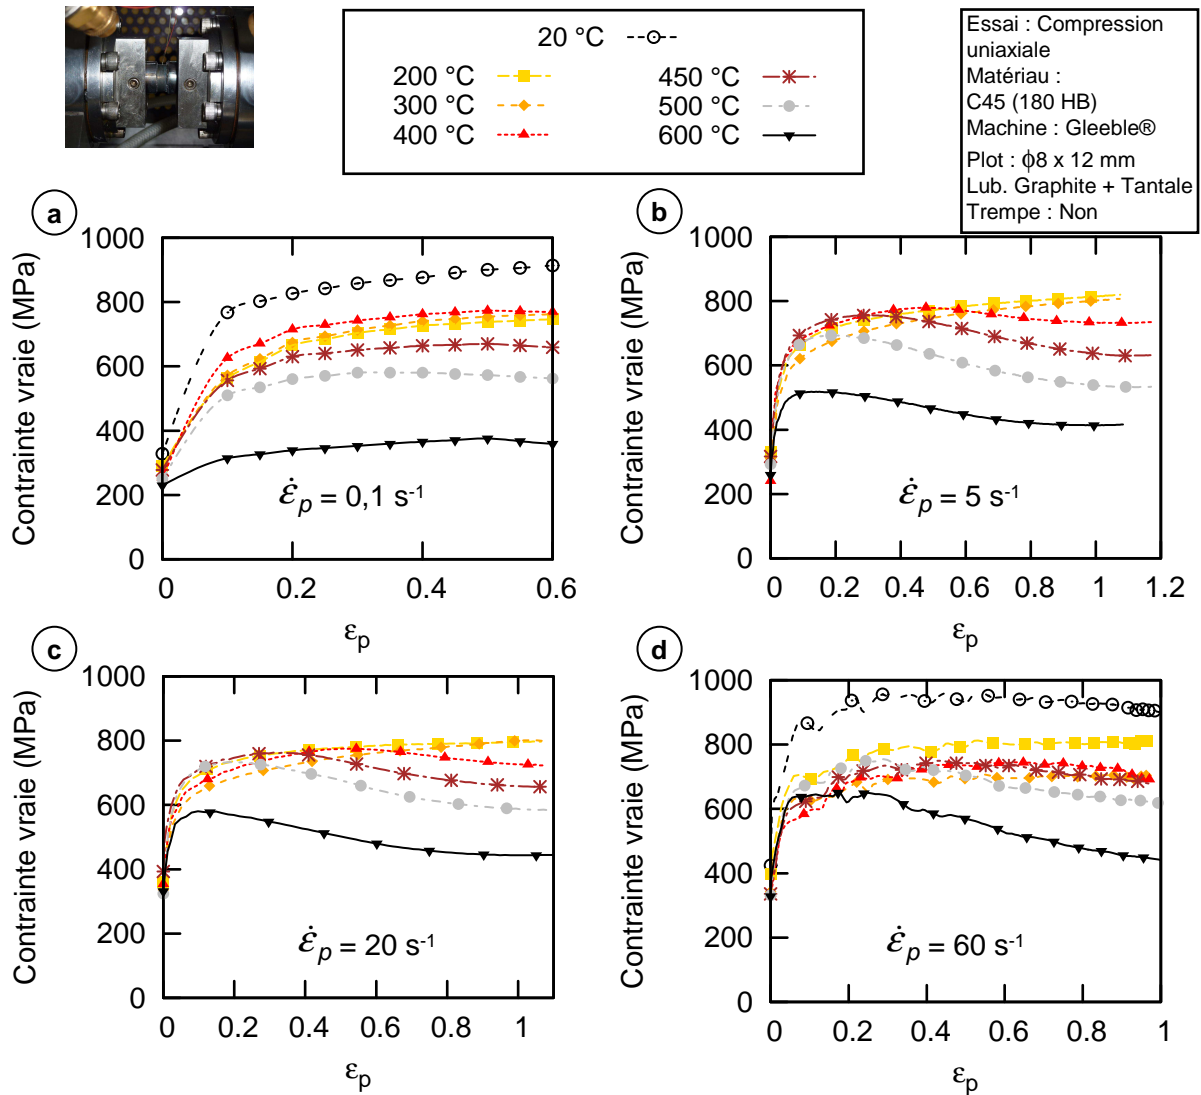 20 °C
200 °C
300 °C
400 °C
450 °C
500 °C
600 °C
Essai : Compression
uniaxiale
Matériau :
C45 (180 HB)
Machine : Gleeble®
Plot : ϕ8 x 12 mm
Lub. Graphite + Tantale
Trempe : Non
a
Contrainte vraie (MPa)
1000
800
600
400
200
0
ε̇p = 0,1 s-1
0 0.2 0.4 0.6
εp
b
Contrainte vraie (MPa)
1000
800
600
400
200
0
ε̇p = 5 s-1
0 0.2 0.4 0.6 0.8 1 1.2
εp
c
Contrainte vraie (MPa)
1000
800
600
400
200
0
ε̇p = 20 s-1
0 0.2 0.4 0.6 0.8 1
εp
d
Contrainte vraie (MPa)
1000
800
600
400
200
0
ε̇p = 60 s-1
0 0.2 0.4 0.6 0.8 1
εp